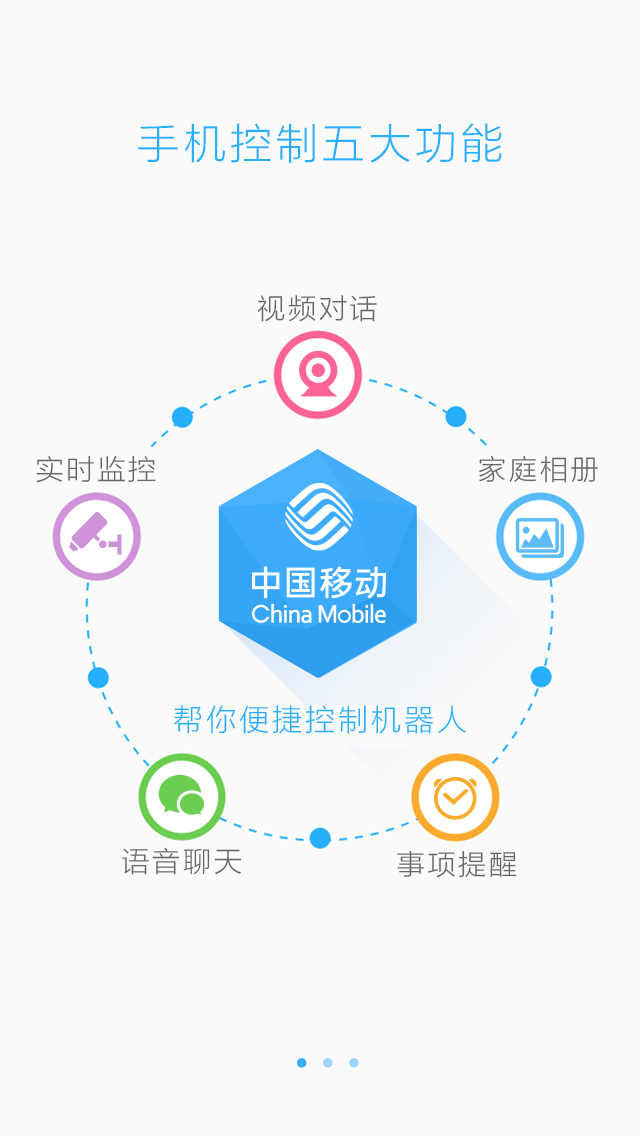 手机控制五大功能
视频对话
实时监控
家庭相册
中国移动
China Mobile
帮你便捷控制机器人
语音聊天
事项提醒